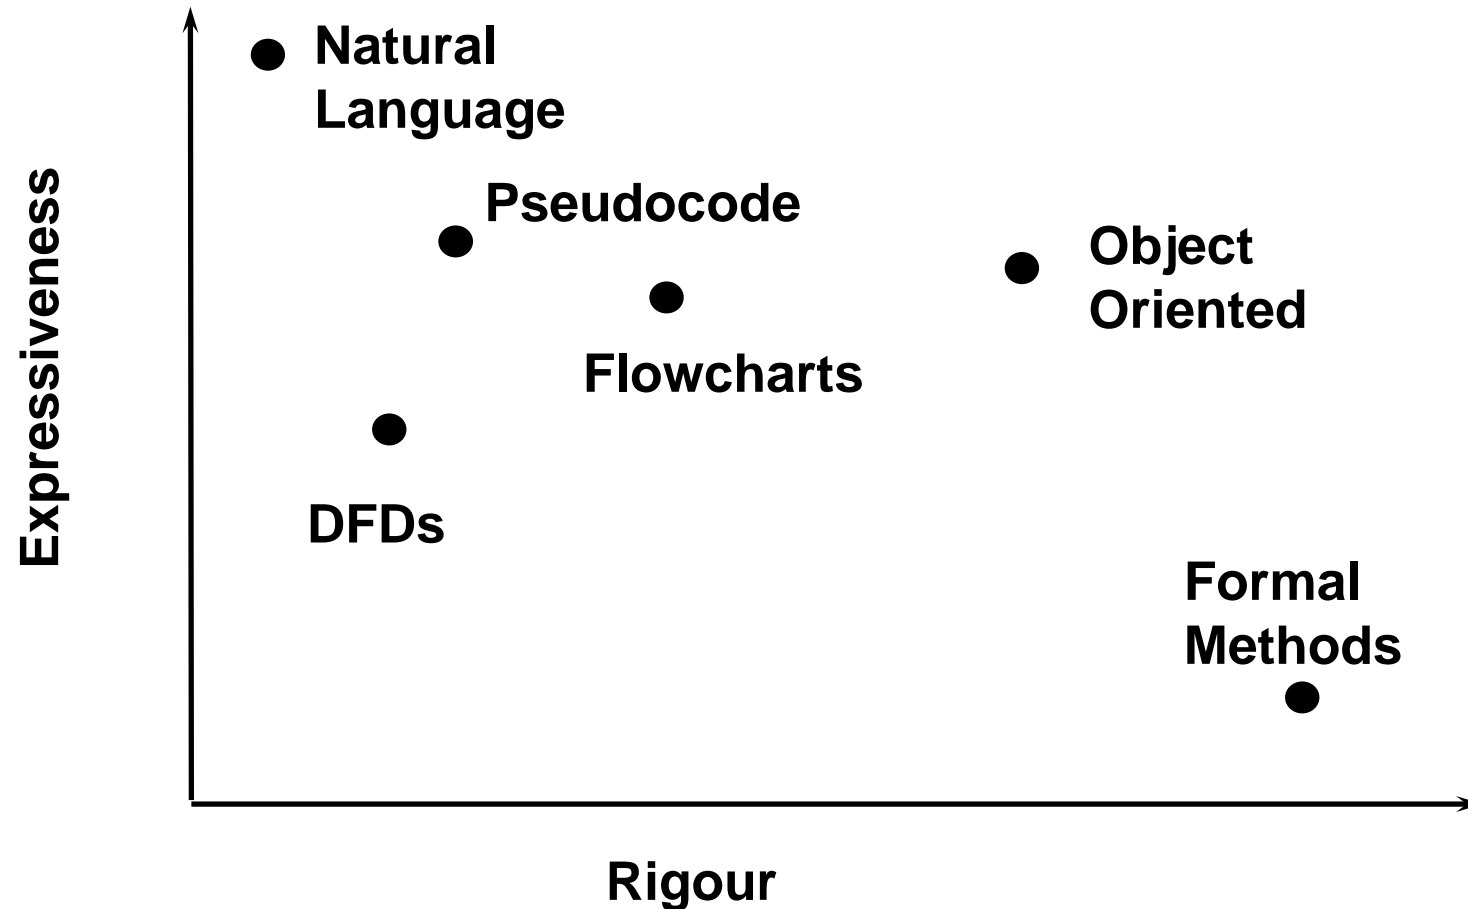 Natural
Language
Pseudocode
Object
Oriented
Flowcharts
Expressiveness
DFDs
Formal
Methods
Rigour